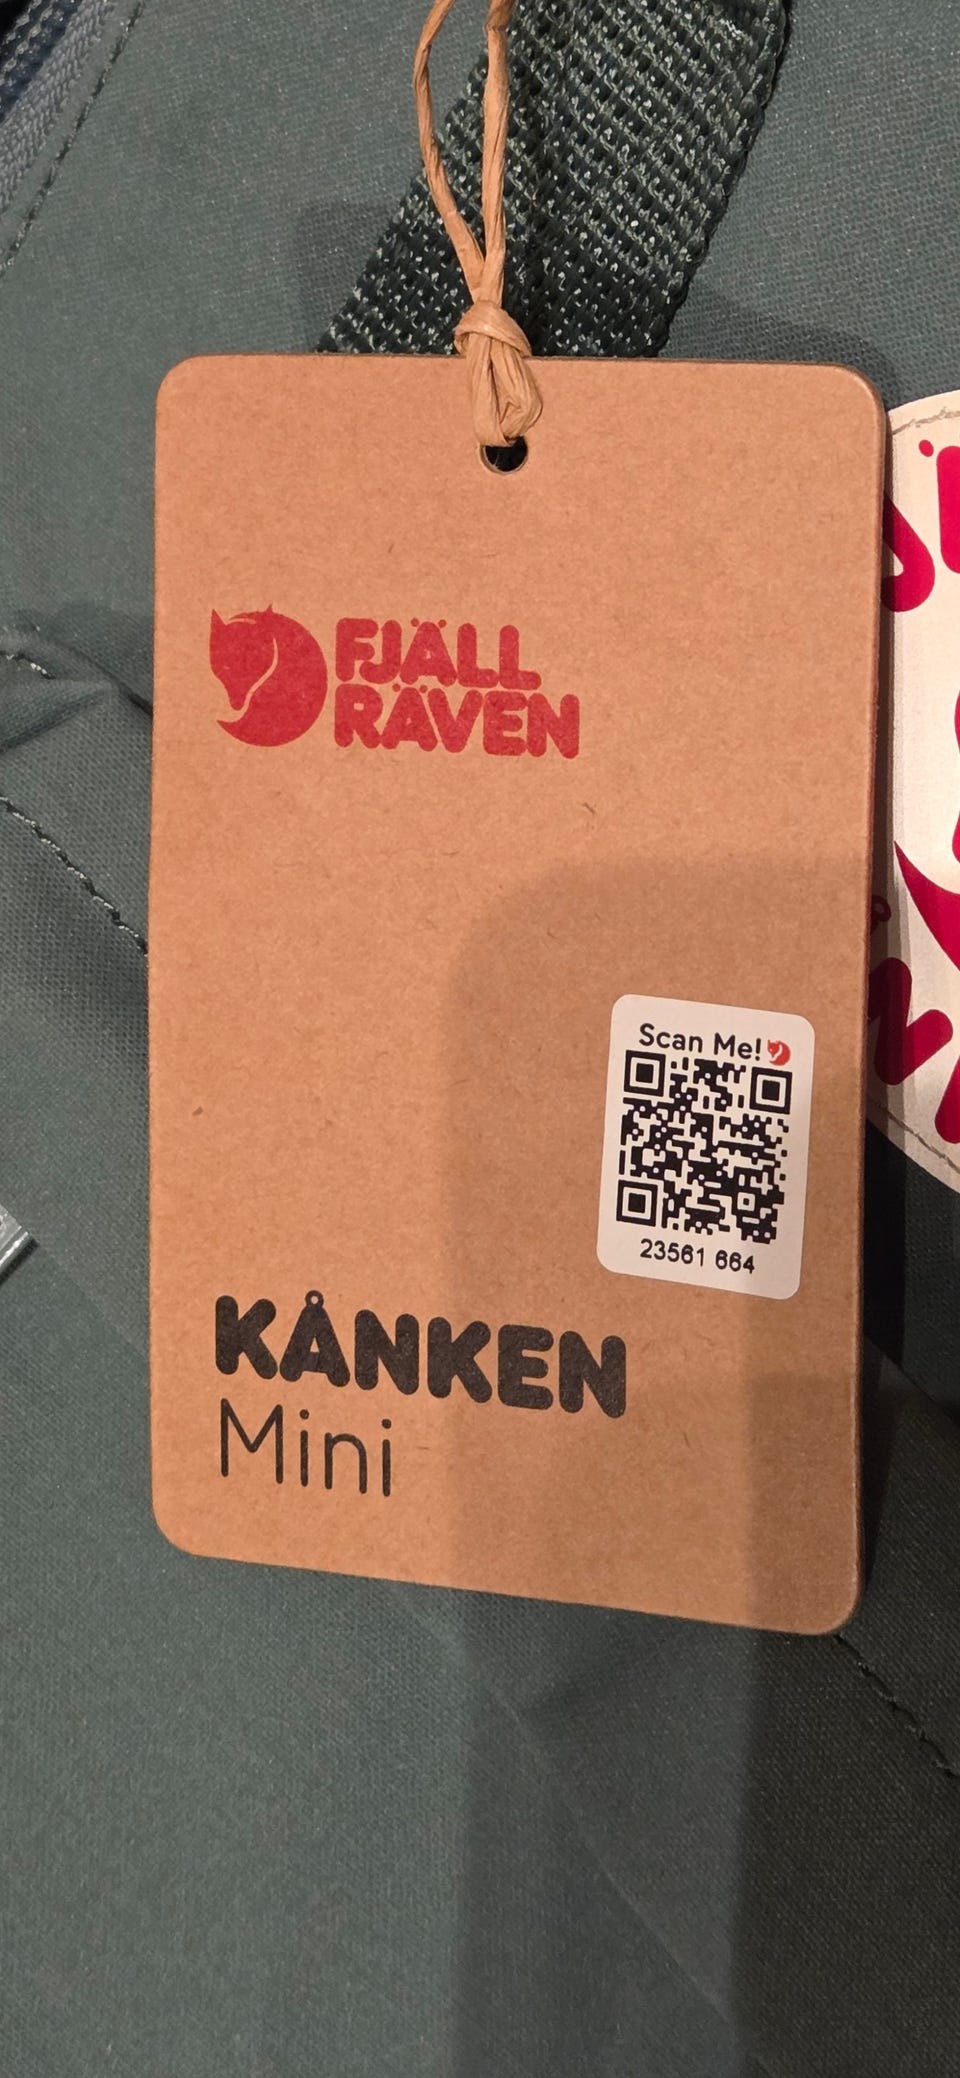 FJÄLL
RÄVEN
Scan Me!
23561 664
KÅNKEN
Mini